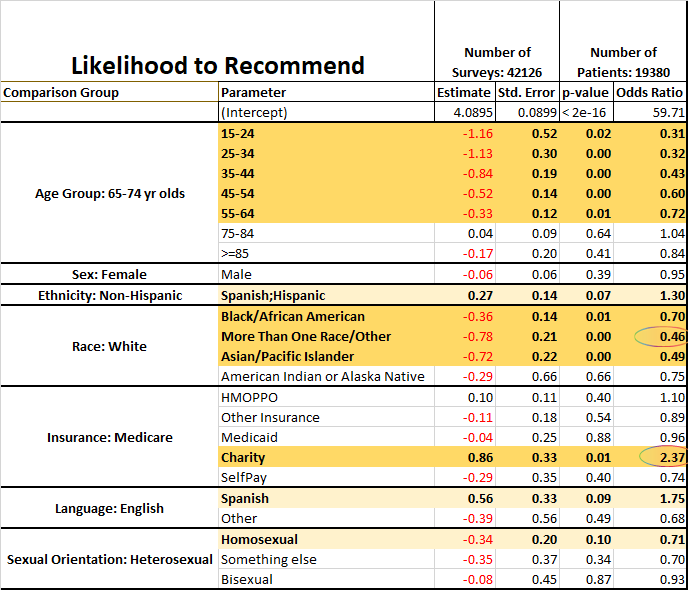 Likelihood to Recommend
Number of
Surveys: 42126
Number of
Patients: 19380
Comparison Group Parameter Estimate Std. Error p-value Odds Ratio
(Intercept) 4.0895 0.0899 < 2e-16 59.71
Age Group: 65-74 yr olds
15-24 -1.16 0.52 0.02 0.31
25-34 -1.13 0.30 0.00 0.32
35-44 -0.84 0.19 0.00 0.43
45-54 -0.52 0.14 0.00 0.60
55-64 -0.33 0.12 0.01 0.72
75-84 0.04 0.09 0.64 1.04
>=85 -0.17 0.20 0.41 0.84
Sex: Female Male -0.06 0.06 0.39 0.95
Ethnicity: Non-Hispanic Spanish;Hispanic 0.27 0.14 0.07 1.30
Race: White
Black/African American -0.36 0.14 0.01 0.70
More Than One Race/Other -0.78 0.21 0.00 0.46
Asian/Pacific Islander -0.72 0.22 0.00 0.49
American Indian or Alaska Native -0.29 0.66 0.66 0.75
Insurance: Medicare
HMOPPO 0.10 0.11 0.40 1.10
Other Insurance -0.11 0.18 0.54 0.89
Medicaid -0.04 0.25 0.88 0.96
Charity 0.86 0.33 0.01 2.37
SelfPay -0.29 0.35 0.40 0.74
Language: English
Spanish 0.56 0.33 0.09 1.75
Other -0.39 0.56 0.49 0.68
Sexual Orientation: Heterosexual
Homosexual -0.34 0.20 0.10 0.71
Something else -0.35 0.37 0.34 0.70
Bisexual -0.08 0.45 0.87 0.93